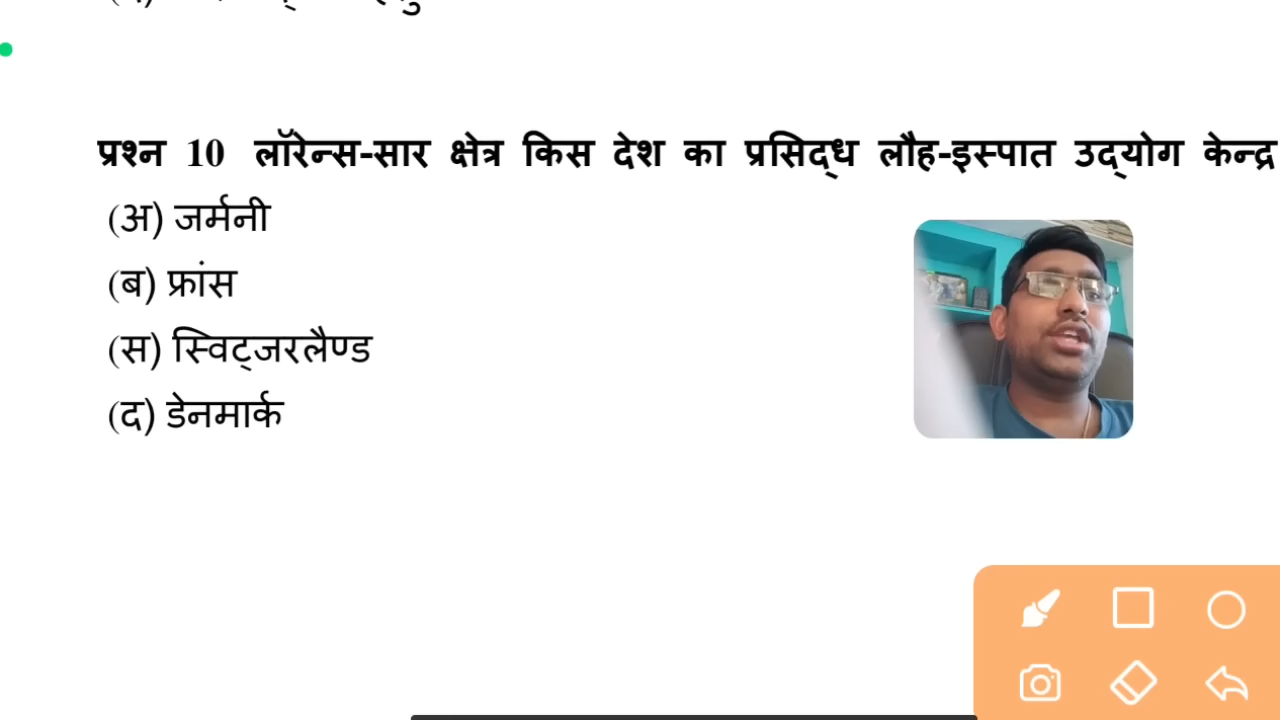 प्रश्न 10 लॉरेन्स-सार क्षेत्र किस देश का प्रसिद्ध लौह-इस्पात उद्योग केन्द्र
(अ) जर्मनी
(ब) फ्रांस
(स) स्विट्जरलैण्ड
(द) डेनमार्क